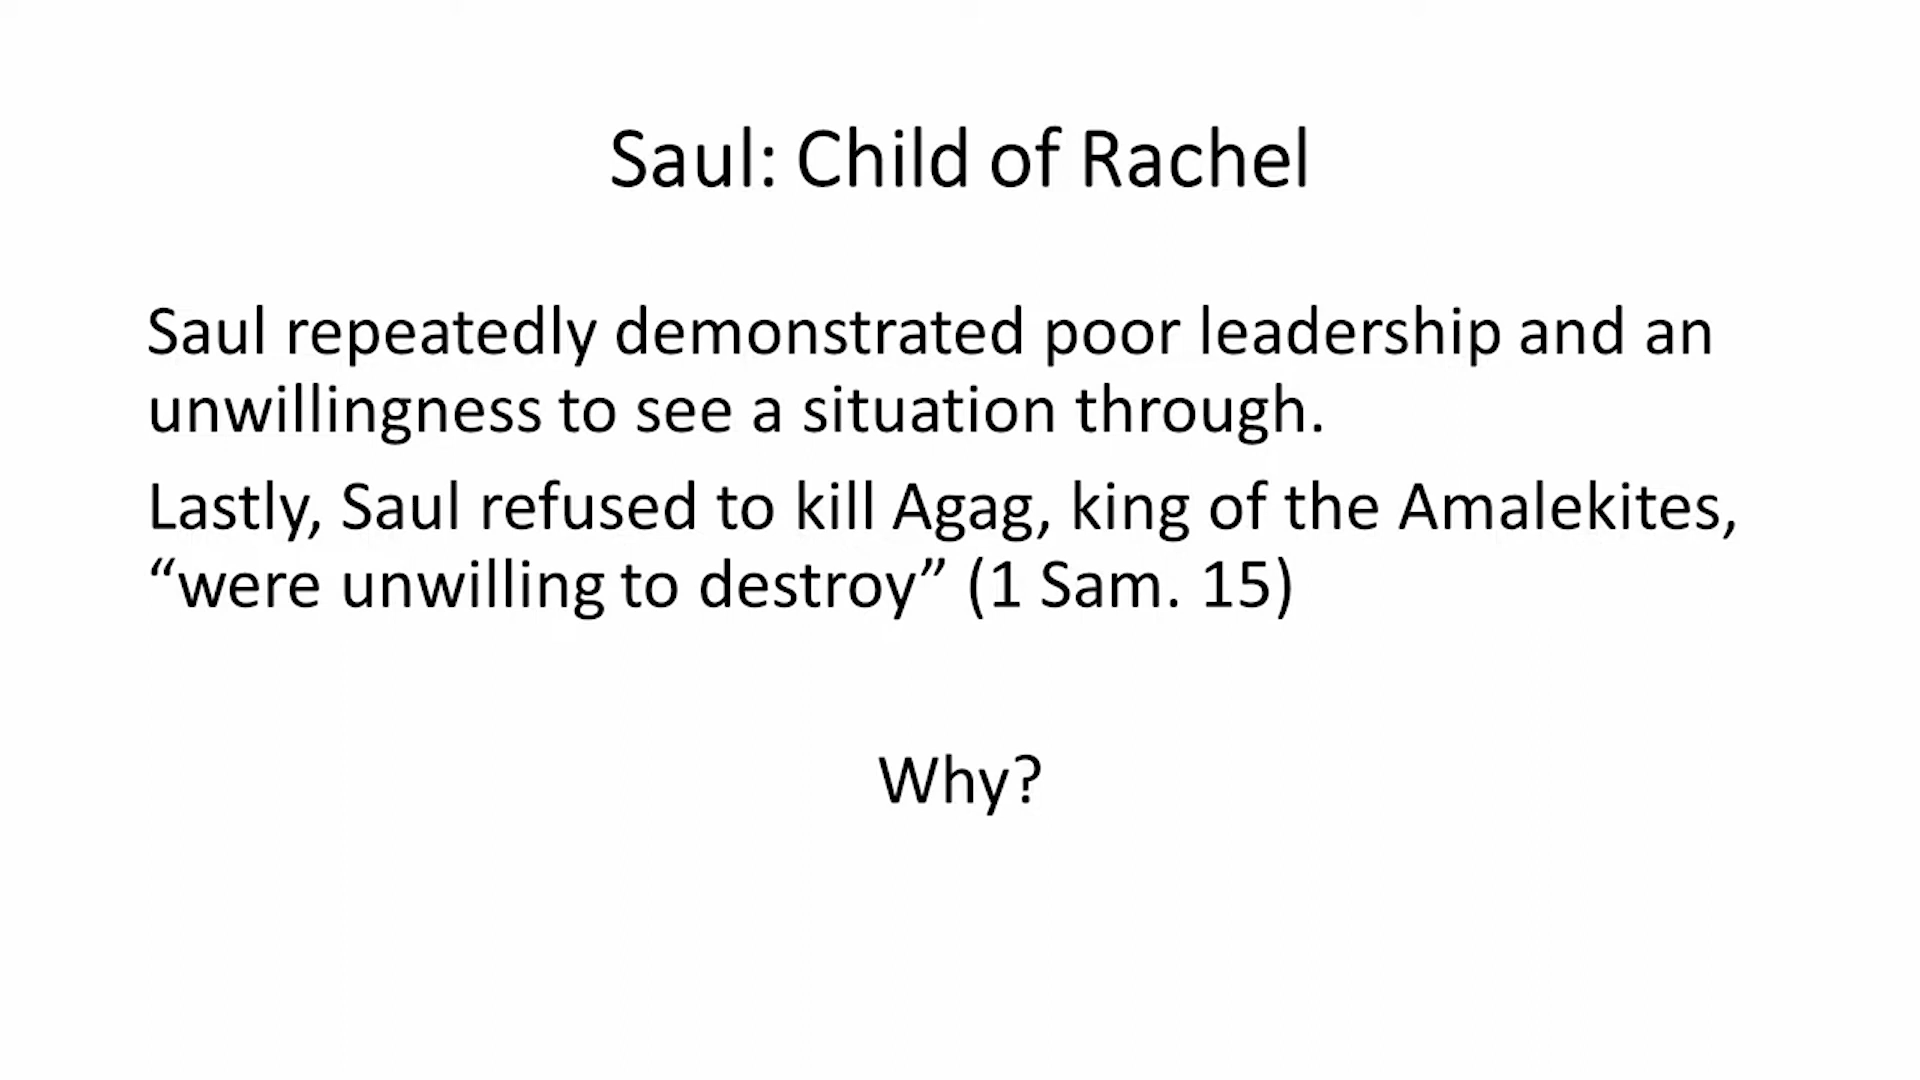 Saul: Child of Rachel
Saul repeatedly demonstrated poor leadership and an
unwillingness to see a situation through.
Lastly, Saul refused to kill Agag, king of the Amalekites,
“were unwilling to destroy” (1 Sam. 15)
Why?